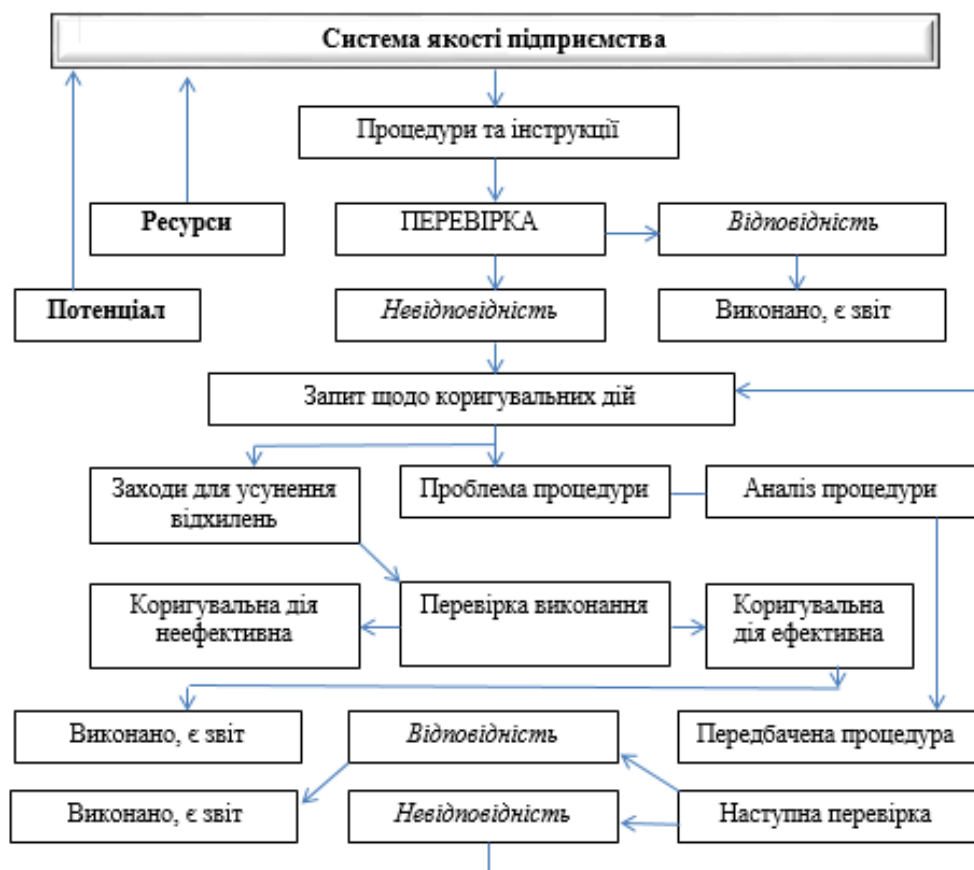 Система якості підприємства
Процедури та інструкції
Ресурси
ПЕРЕВІРКА
Відповідність
Потенціал
Невідповідність
Виконано, є звіт
Запит щодо коригувальних дій
Заходи для усунення
відхилень
Проблема процедури
Аналіз процедури
Коригувальна дія
неефективна
Перевірка виконання
Коригувальна
дія ефективна
Виконано, є звіт
Відповідність
Передбачена процедура
Виконано, є звіт
Невідповідність
Наступна перевірка